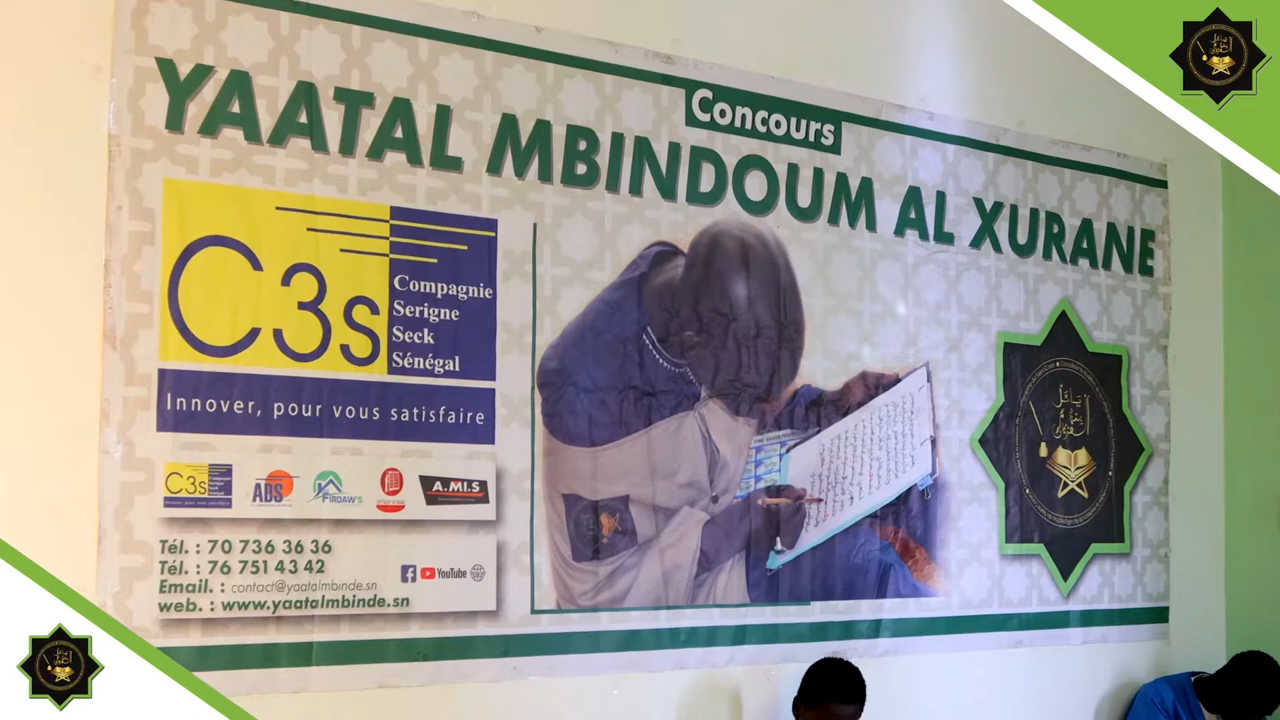 Concours
YAATAL MBINDOUM AL XURANE
C3s
Compagnie
Serigne
Seck
Sénégal
Innover, pour vous satisfaire
C3s
ADS
FIRDAW'S
A.MI.S
Tél. : 70 736 36 36
Tél. : 76 751 43 42
Email. : contact@yaatalmbinde.sn
web. : www.yaatalmbinde.sn
YouTube